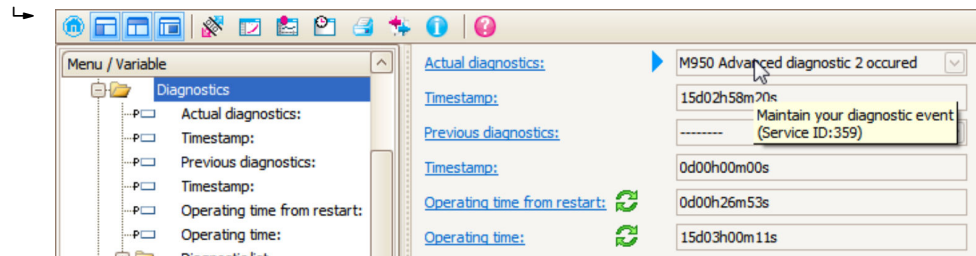 Menu / Variable
Diagnostics
Actual diagnostics:
Timestamp:
Previous diagnostics:
Timestamp:
Operating time from restart:
Operating time:
Diagnostic list
Actual diagnostics:
M950 Advanced diagnostic 2 occured
Timestamp:
15d02h58m20s
Maintain your diagnostic event
(Service ID:359)
Previous diagnostics:
--------
Timestamp:
0d00h00m00s
Operating time from restart:
0d00h26m53s
Operating time:
15d03h00m11s